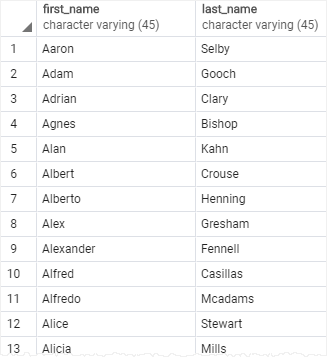 first_name last_name
character varying (45) character varying (45)
1 Aaron Selby
2 Adam Gooch
3 Adrian Clary
4 Agnes Bishop
5 Alan Kahn
6 Albert Crouse
7 Alberto Henning
8 Alex Gresham
9 Alexander Fennell
10 Alfred Casillas
11 Alfredo Mcadams
12 Alice Stewart
13 Alicia Mills